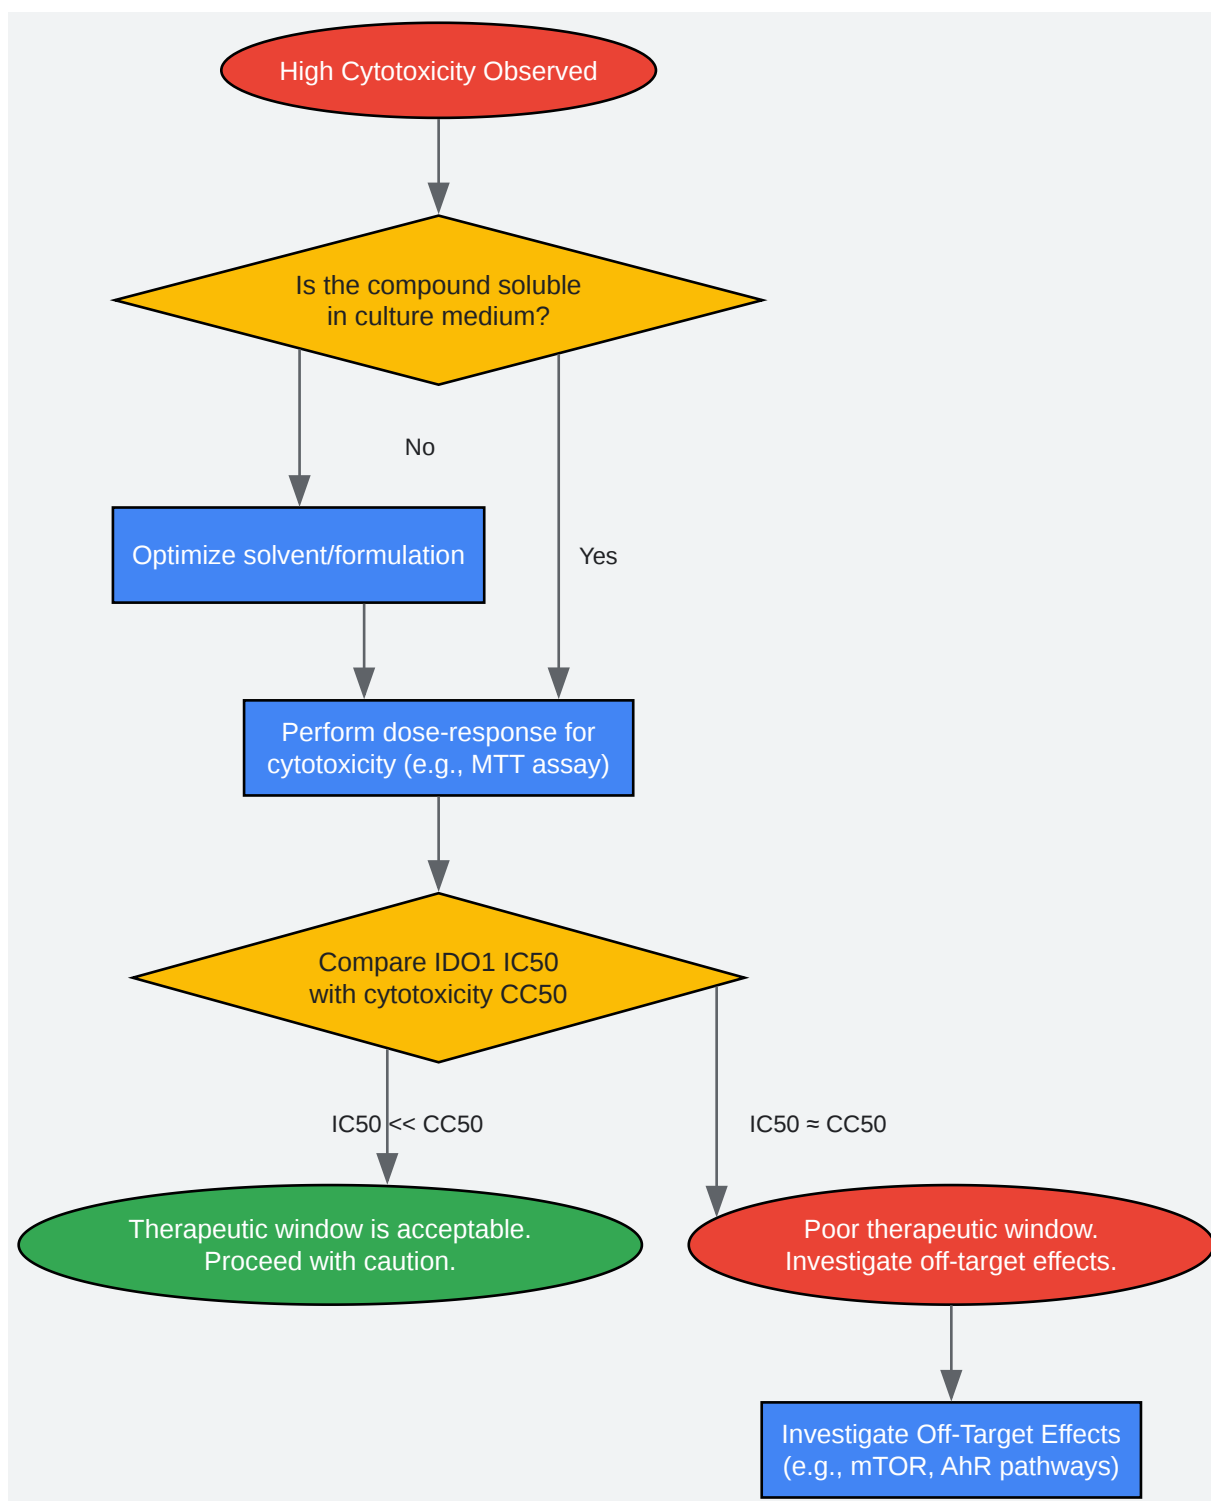 High Cytotoxicity Observed
Is the compound soluble
in culture medium?
No
Optimize solvent/formulation
Yes
Perform dose-response for
cytotoxicity (e.g., MTT assay)
Compare IDO1 IC50
with cytotoxicity CC50
IC50 << CC50
IC50 ≈ CC50
Therapeutic window is acceptable.
Proceed with caution.
Poor therapeutic window.
Investigate off-target effects.
Investigate Off-Target Effects
(e.g., mTOR, AhR pathways)